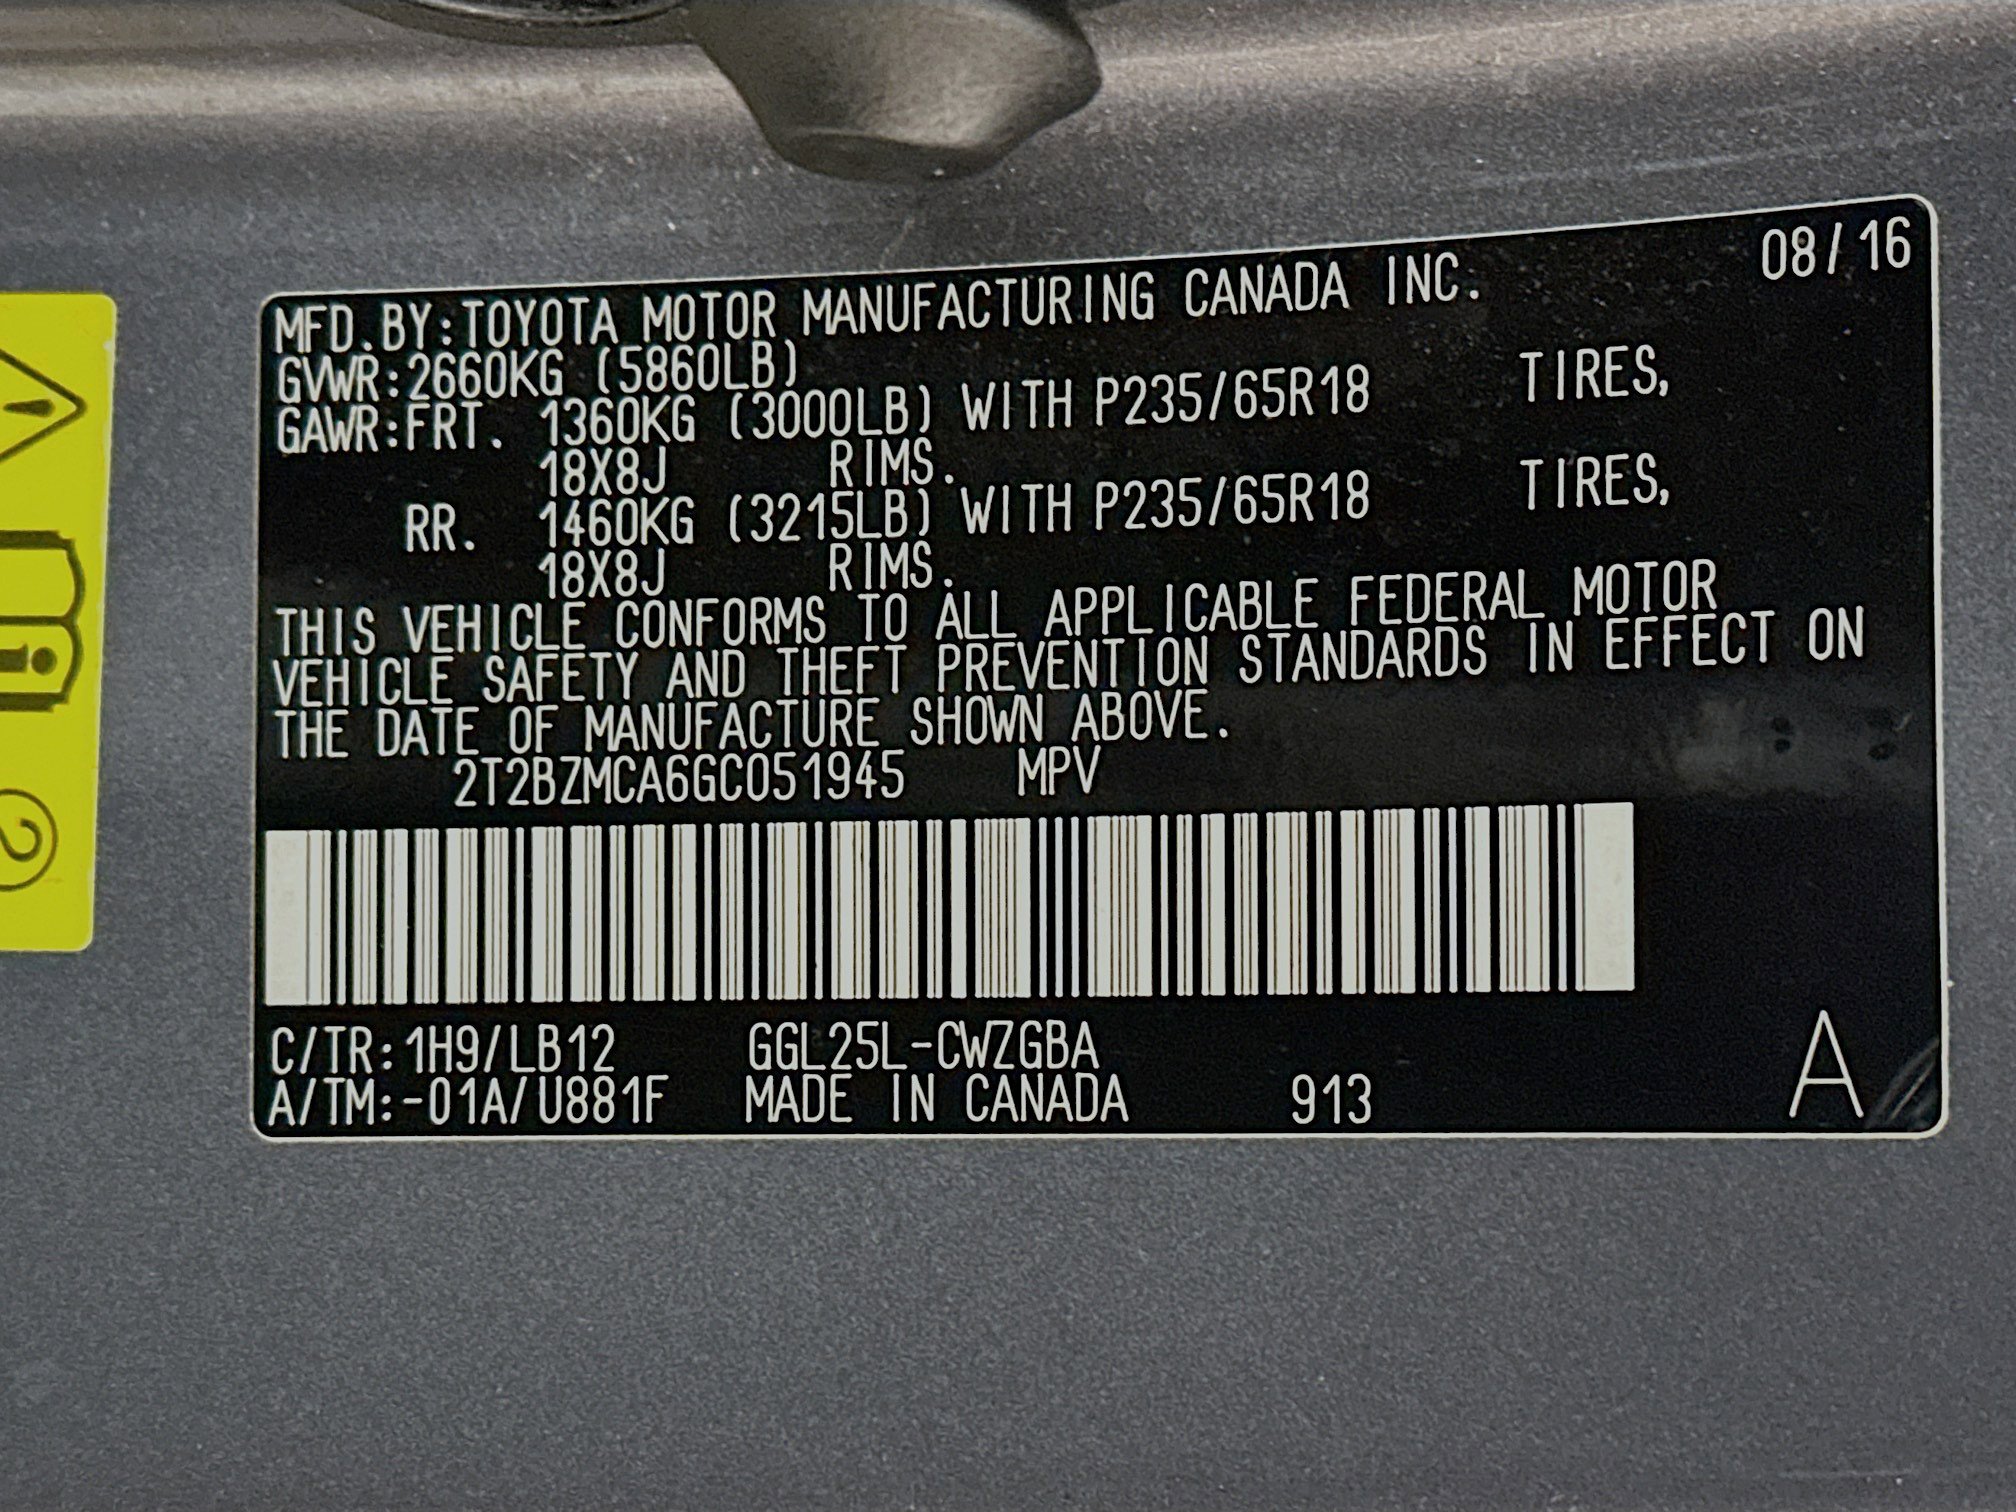 08/16
MFD.BY:TOYOTA MOTOR MANUFACTURING CANADA INC.
GVWR:2660KG (5860LB)
GAWR:FRT. 1360KG (3000LB) WITH P235/65R18 TIRES,
18X8J RIMS.
RR. 1460KG (3215LB) WITH P235/65R18 TIRES,
18X8J RIMS.
THIS VEHICLE CONFORMS TO ALL APPLICABLE FEDERAL MOTOR
VEHICLE SAFETY AND THEFT PREVENTION STANDARDS IN EFFECT ON
THE DATE OF MANUFACTURE SHOWN ABOVE.
2T2BZMCA6GC051945 MPV
C/TR:1H9/LB12 GGL25L-CWZGBA
A/TM:-01A/U881F MADE IN CANADA 913 A
2